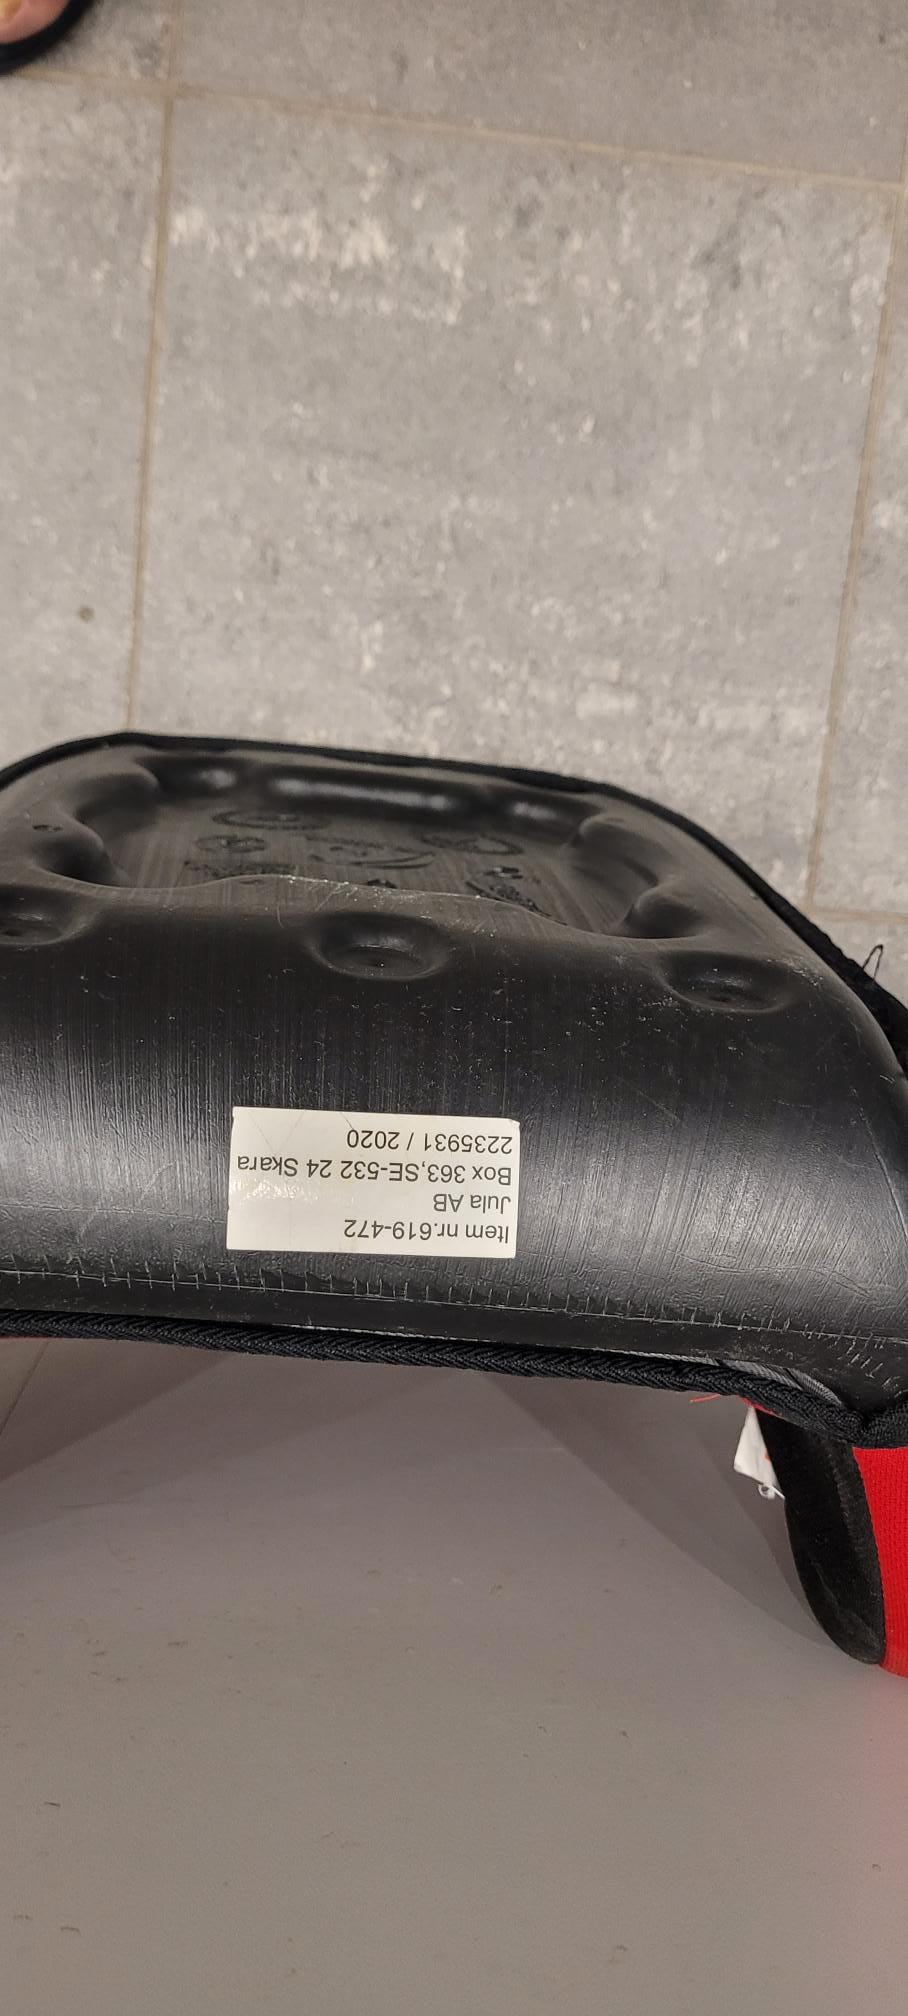 Item nr.619-472
Jula AB
Box 363,SE-532 24 Skara
2235931 / 2020